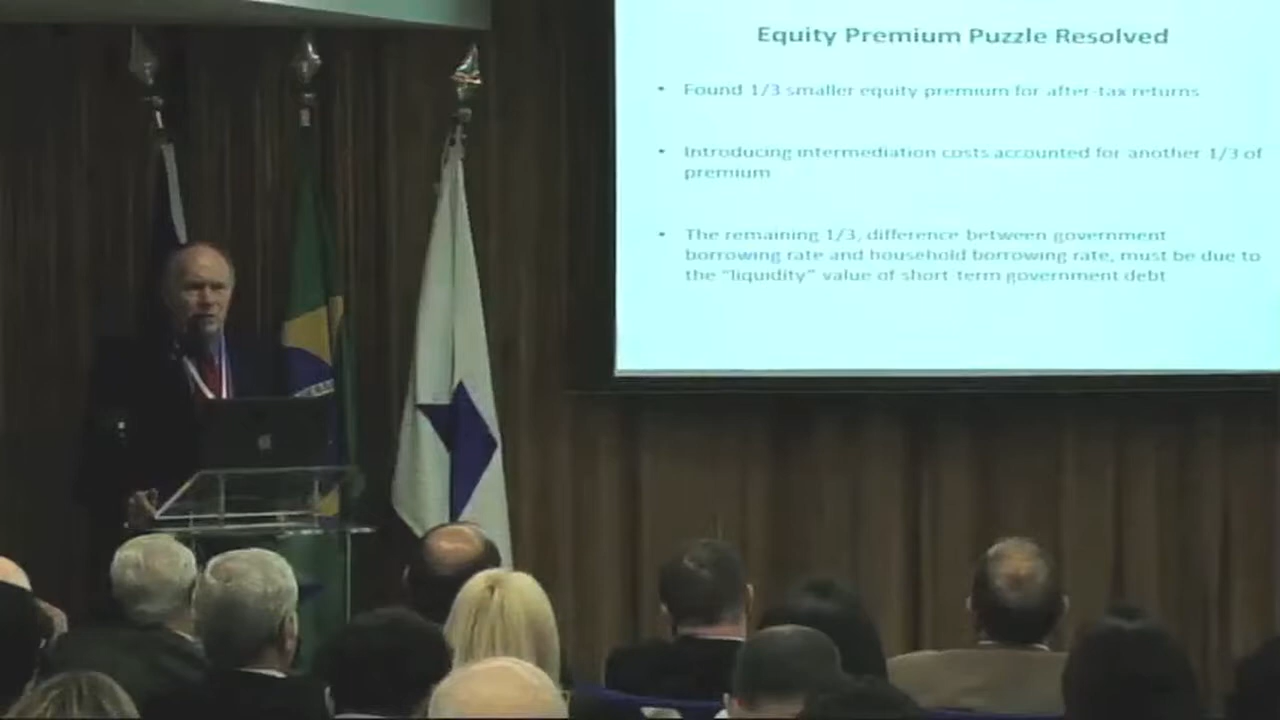 Equity Premium Puzzle Resolved
• Found 1/3 smaller equity premium for after-tax returns
• Introducing intermediation costs accounted for another 1/3 of
premium
• The remaining 1/3, difference between government
borrowing rate and household borrowing rate, must be due to
the "liquidity" value of short-term government debt